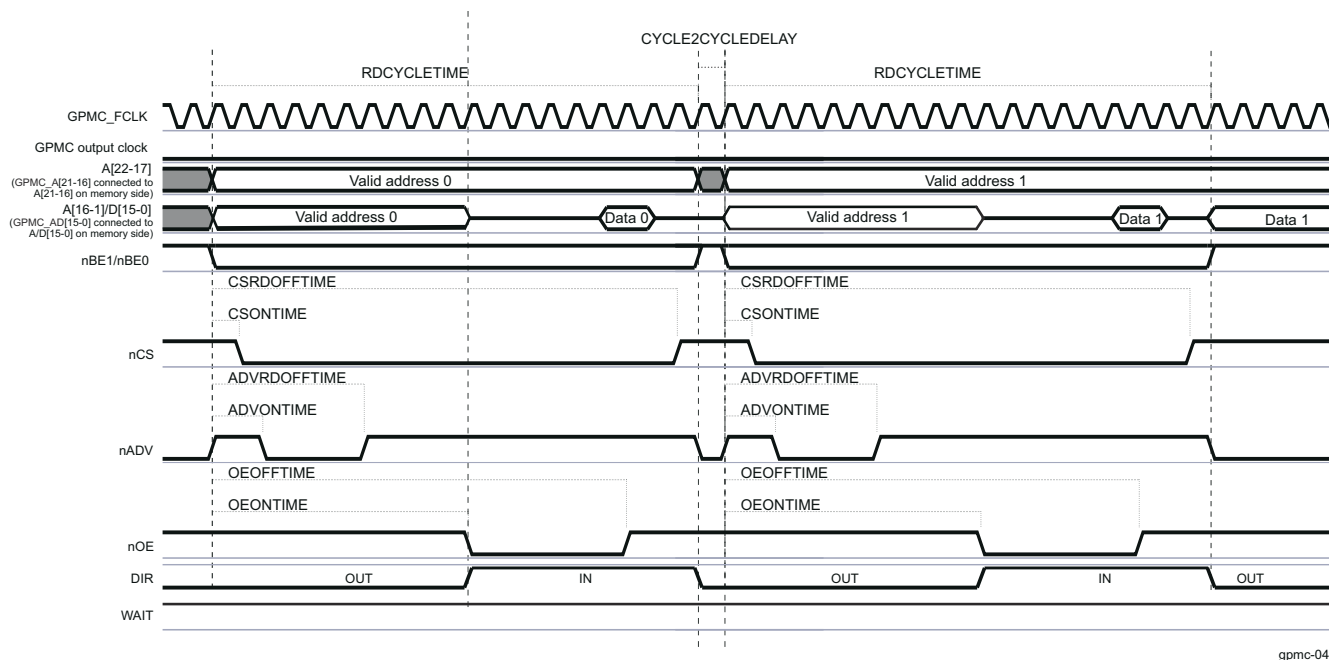 CYCLE2CYCLEDELAY
RDCYCLETIME
RDCYCLETIME
GPMC_FCLK
GPMC output clock
A[22-17]
(GPMC_A[21-16] connected to
A[21-16] on memory side)
Valid address 0
Valid address 1
A[16-1]/D[15-0]
(GPMC_AD[15-0] connected to
A/D[15-0] on memory side)
Valid address 0
Data 0
Valid address 1
Data 1
Data 1
nBE1/nBE0
CSRDOFFTIME
CSRDOFFTIME
CSONTIME
CSONTIME
nCS
ADVRDOFFTIME
ADVRDOFFTIME
ADVONTIME
ADVONTIME
nADV
OEOFFTIME
OEOFFTIME
OEONTIME
OEONTIME
nOE
DIR
OUT
IN
OUT
IN
OUT
WAIT
gpmc-04